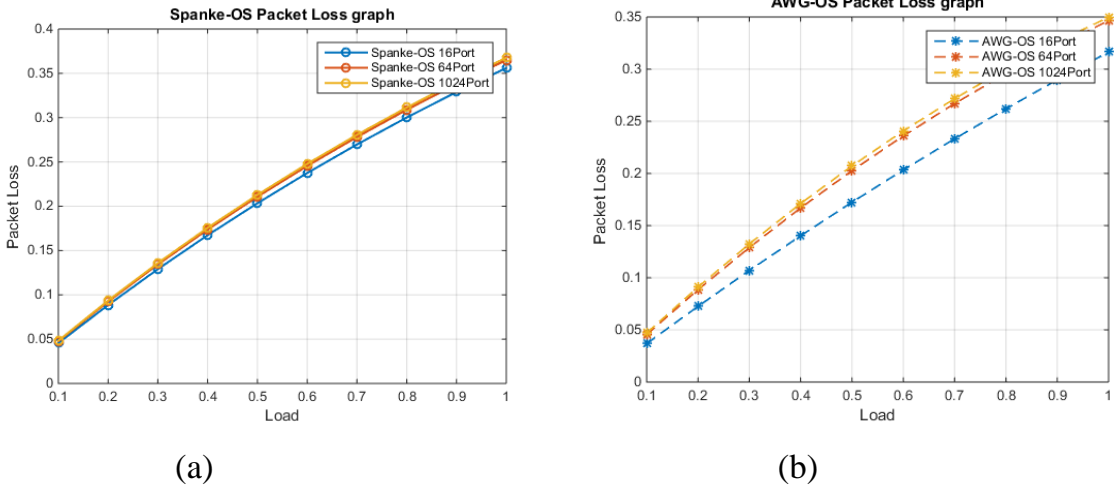 Spanke-OS Packet Loss graph
0.4
0.35
0.3
0.25
0.2
0.15
0.1
0.05
0
Packet Loss
Spanke-OS 16Port
Spanke-OS 64Port
Spanke-OS 1024Port
0.1 0.2 0.3 0.4 0.5 0.6 0.7 0.8 0.9 1
Load
(a)
AWG-OS Packet Loss graph
0.35
0.3
0.25
0.2
0.15
0.1
0.05
0
Packet Loss
AWG-OS 16Port
AWG-OS 64Port
AWG-OS 1024Port
0.1 0.2 0.3 0.4 0.5 0.6 0.7 0.8 0.9 1
Load
(b)